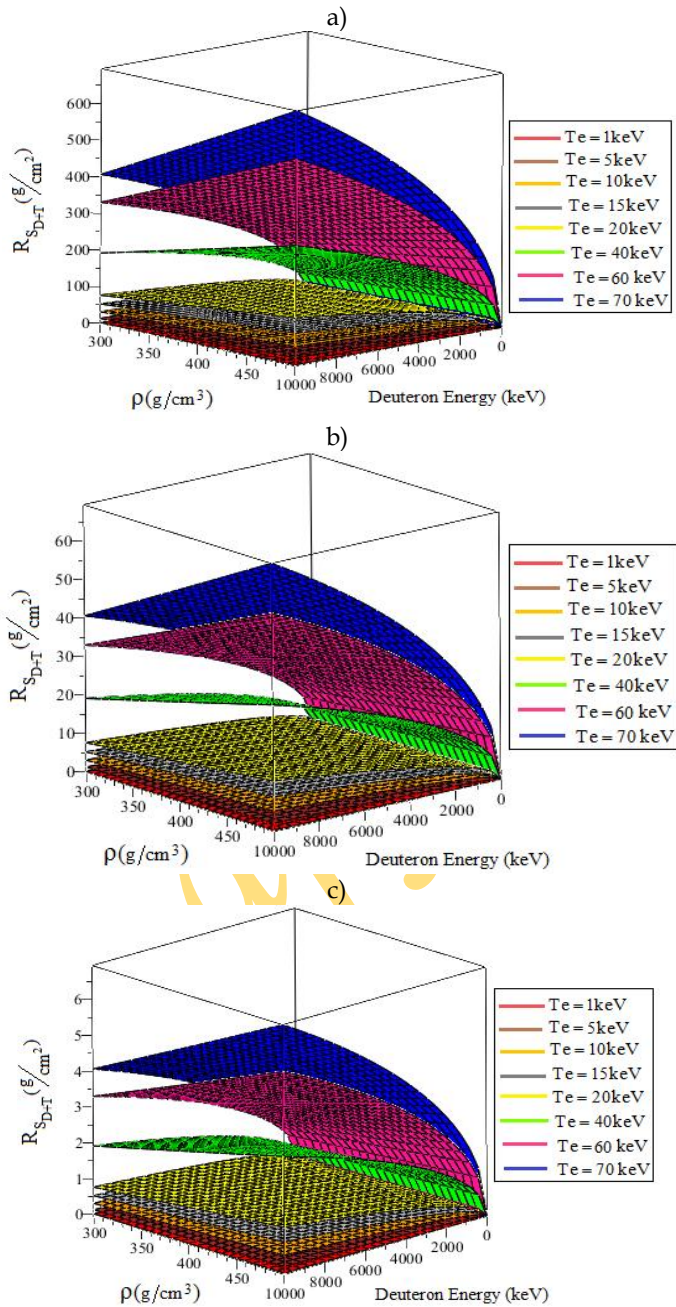 a)
600
500
400
300
200
100
0
R_{S_{D+T}}(g/cm²)
300
350
400
450
10000
8000
6000
4000
2000
0
ρ(g/cm³)
Deuteron Energy (keV)
Te = 1keV
Te = 5keV
Te = 10keV
Te = 15keV
Te = 20keV
Te = 40keV
Te = 60 keV
Te = 70 keV
b)
60
50
40
30
20
10
0
R_{S_{D+T}}(g/cm²)
300
350
400
450
10000
8000
6000
4000
2000
0
ρ(g/cm³)
Deuteron Energy (keV)
Te = 1keV
Te = 5keV
Te = 10keV
Te = 15keV
Te = 20keV
Te = 40keV
Te = 60 keV
Te = 70 keV
c)
6
5
4
3
2
1
0
R_{S_{D+T}}(g/cm²)
300
350
400
450
10000
8000
6000
4000
2000
0
ρ(g/cm³)
Deuteron Energy (keV)
Te = 1keV
Te = 5keV
Te = 10keV
Te = 15keV
Te = 20keV
Te = 40keV
Te = 60 keV
Te = 70 keV